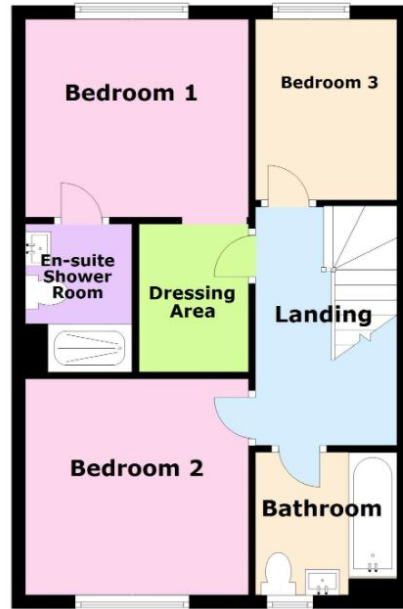 Bedroom 1
Bedroom 3
En-suite
Shower
Room
Dressing
Area
Landing
Bedroom 2
Bathroom